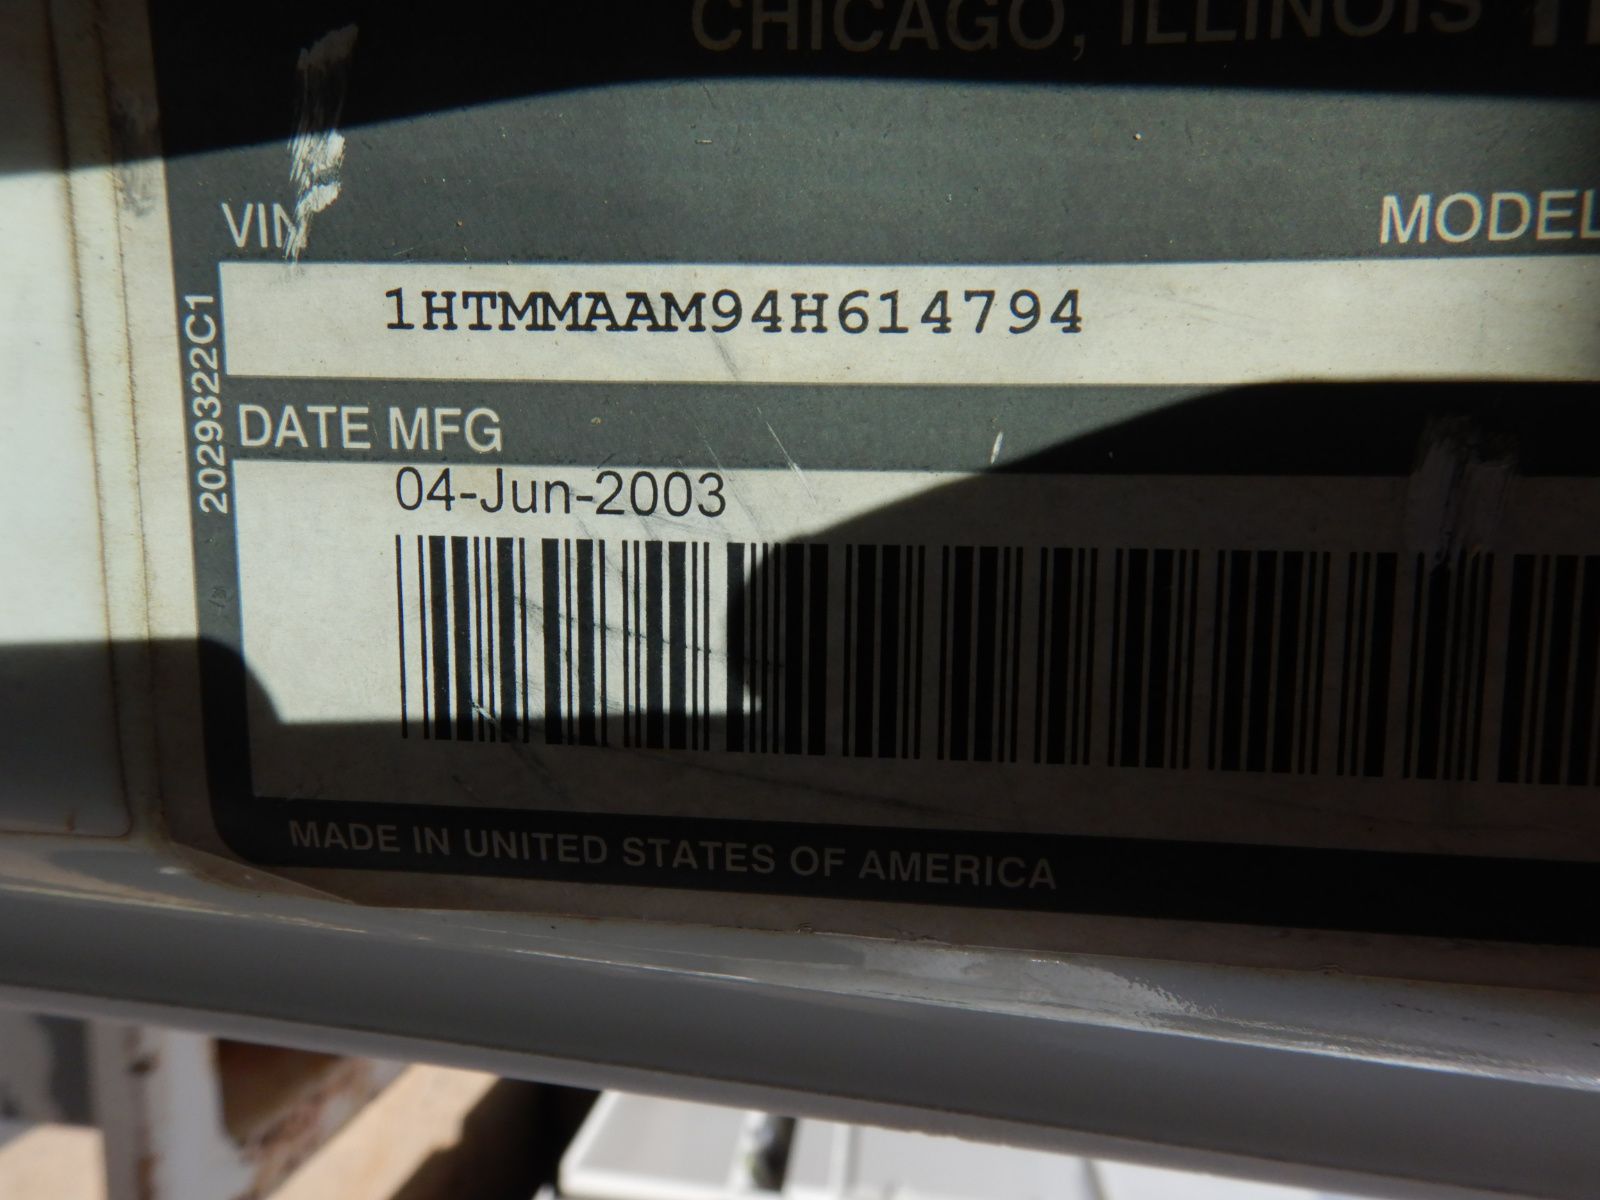 CHICAGO, ILLINOIS
VIN
MODEL
1HTMMAAM94H614794
2029322C1
DATE MFG
04-Jun-2003
MADE IN UNITED STATES OF AMERICA